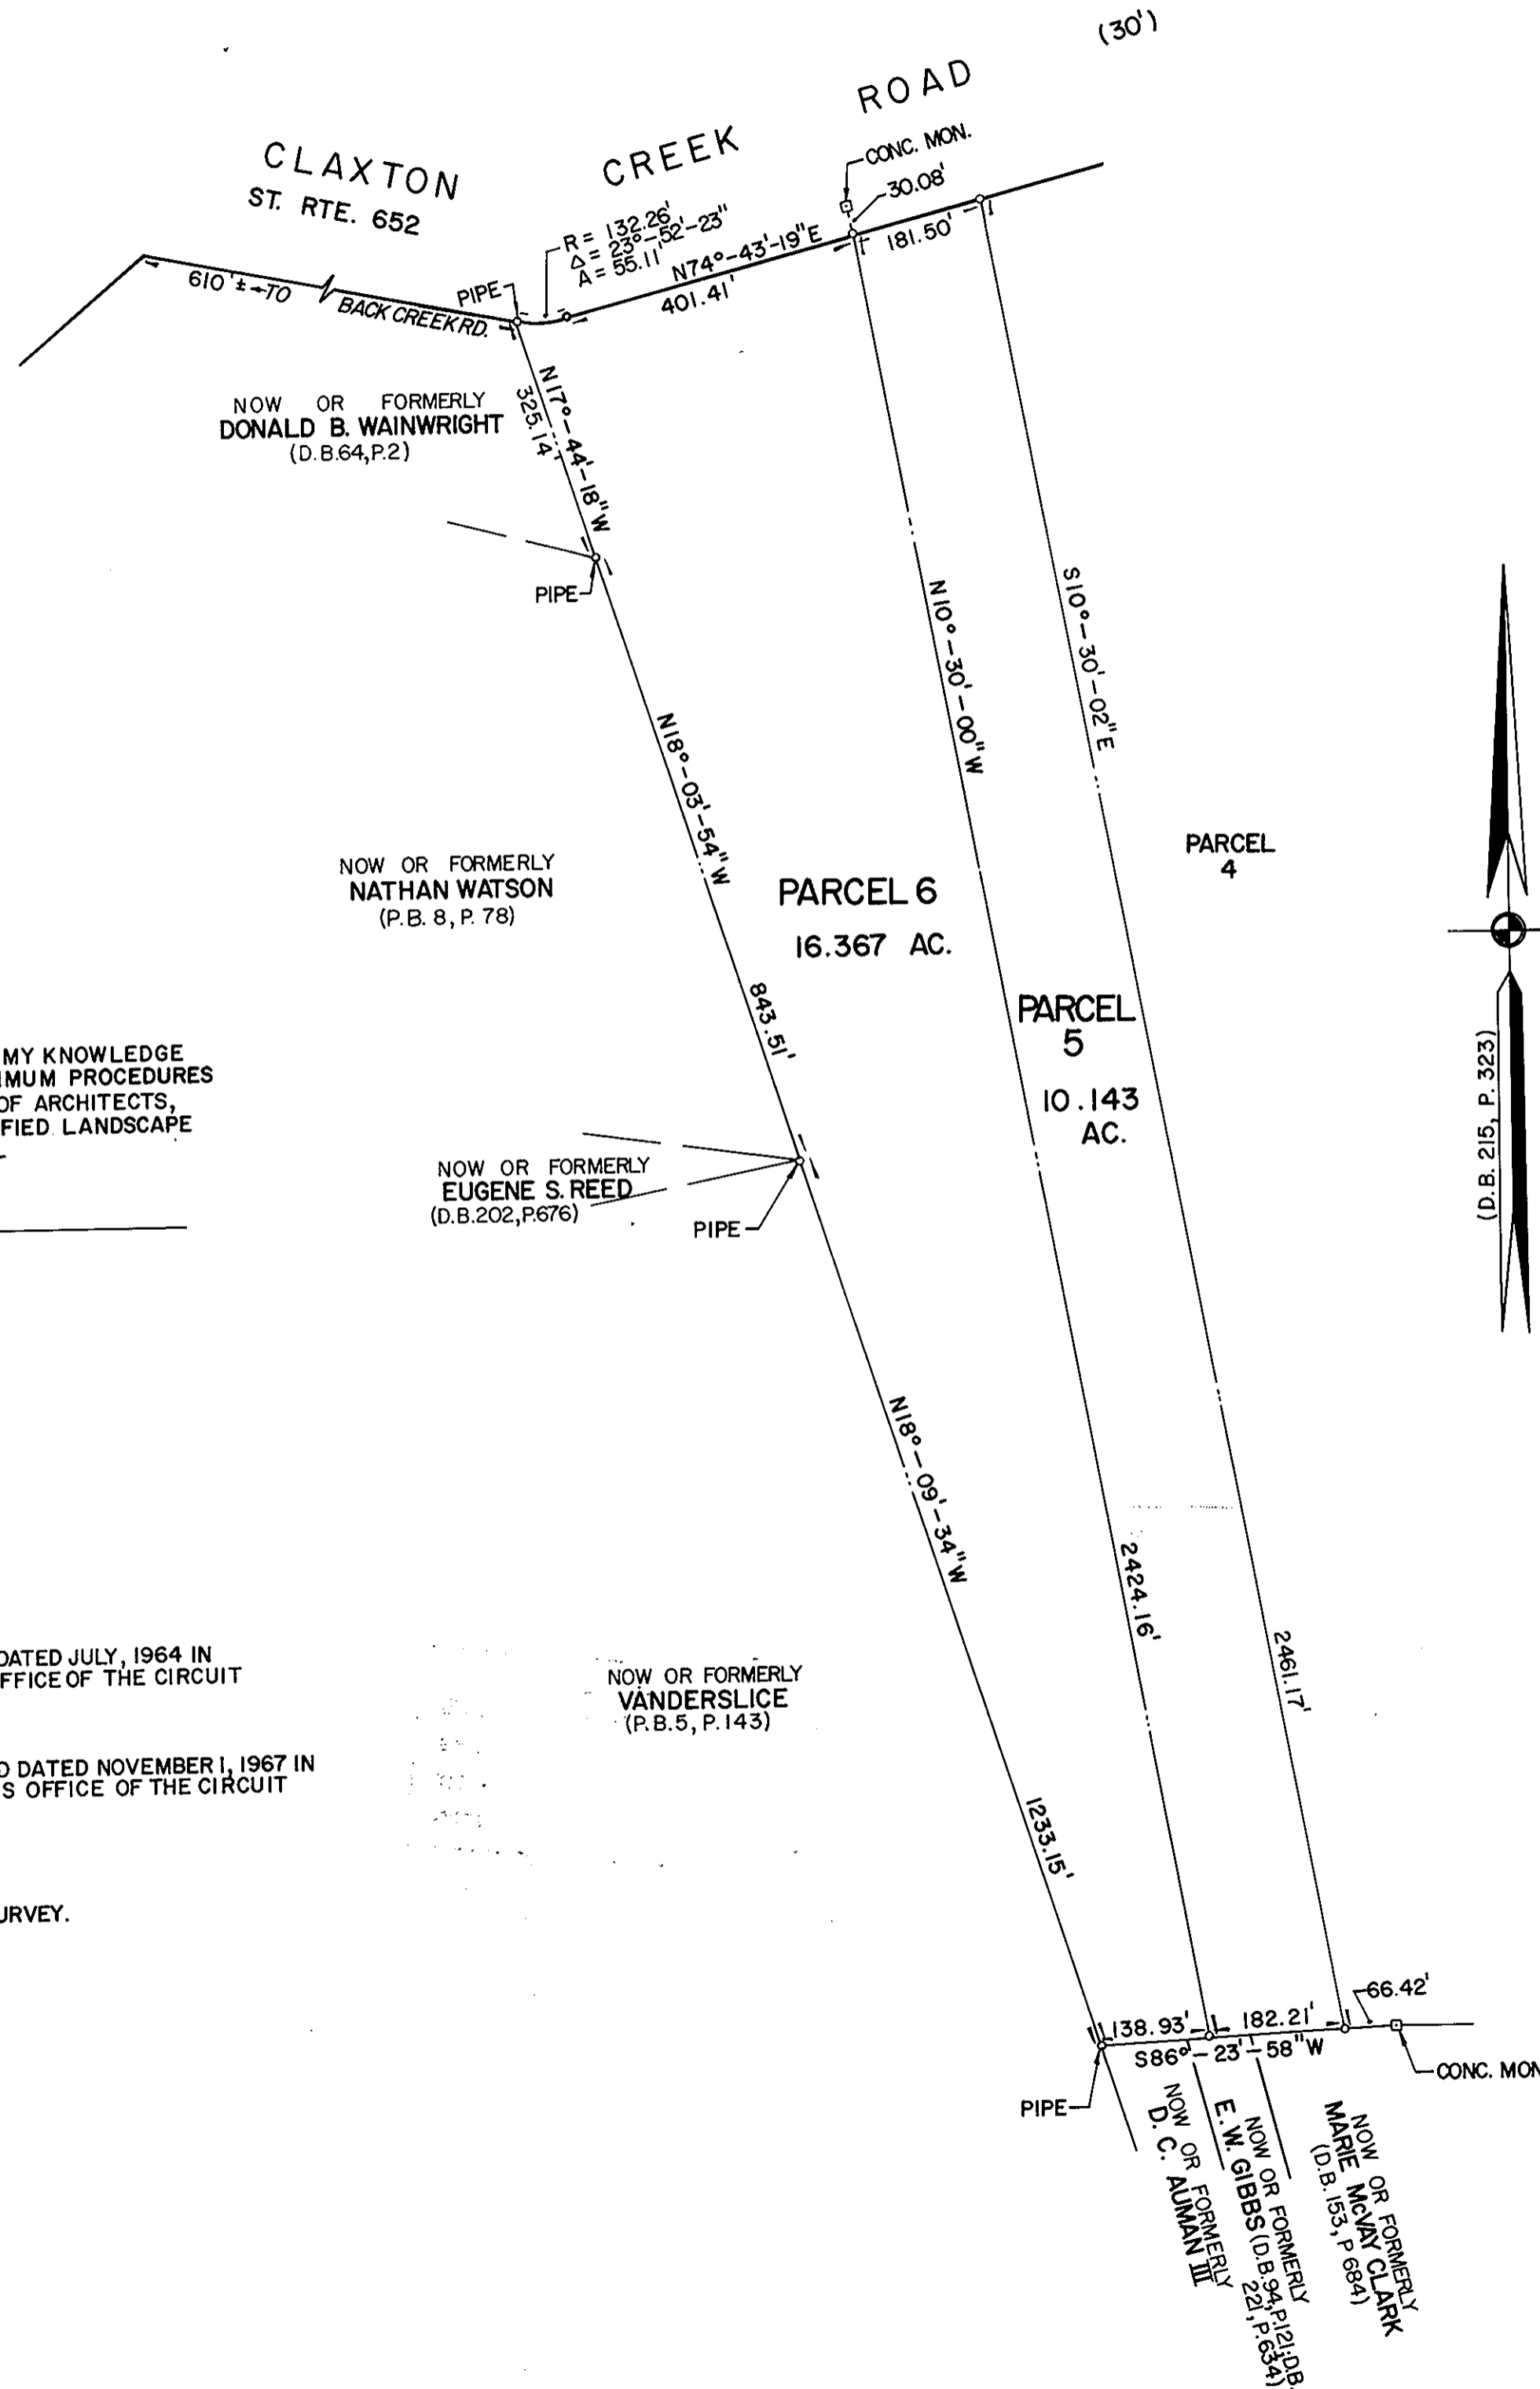 (30')
ROAD
CREEK
CLAXTON
ST. RTE. 652
CONC. MON.
30.08'
R = 132.26'
Δ = 23°-52'-23"
A = 55.11'
N74°-43'-19"E
401.41'
181.50'
610'± TO
BACK CREEK RD.
PIPE
N17°-44'-18"W
325.14'
NOW OR FORMERLY
DONALD B. WAINWRIGHT
(D.B.64,P.2)
PIPE
N10°-30'-00"W
S10°-30'-02"E
N18°-03'-54"W
PARCEL
4
NOW OR FORMERLY
NATHAN WATSON
(P.B. 8, P. 78)
PARCEL 6
16.367 AC.
843.51'
PARCEL
5
10.143
AC.
(D.B. 215, P. 323)
MY KNOWLEDGE
IMUM PROCEDURES
OF ARCHITECTS,
FIED LANDSCAPE
NOW OR FORMERLY
EUGENE S. REED
(D.B.202,P.676)
PIPE
N18°-09'-34"W
2424.16'
2461.17'
DATED JULY, 1964 IN
FFICE OF THE CIRCUIT
NOW OR FORMERLY
VANDERSLICE
(P.B.5, P.143)
D DATED NOVEMBER 1, 1967 IN
S OFFICE OF THE CIRCUIT
1233.15'
URVEY.
138.93'
182.21'
66.42'
S86°-23'-58"W
CONC. MON
PIPE
NOW OR FORMERLY
D. C. AUMAN III
NOW OR FORMERLY
E. W. GIBBS (D.B.94,P.121;D.B.
221, P.634)
NOW OR FORMERLY
MARIE McVAY CLARK
(D.B. 153, P 684)